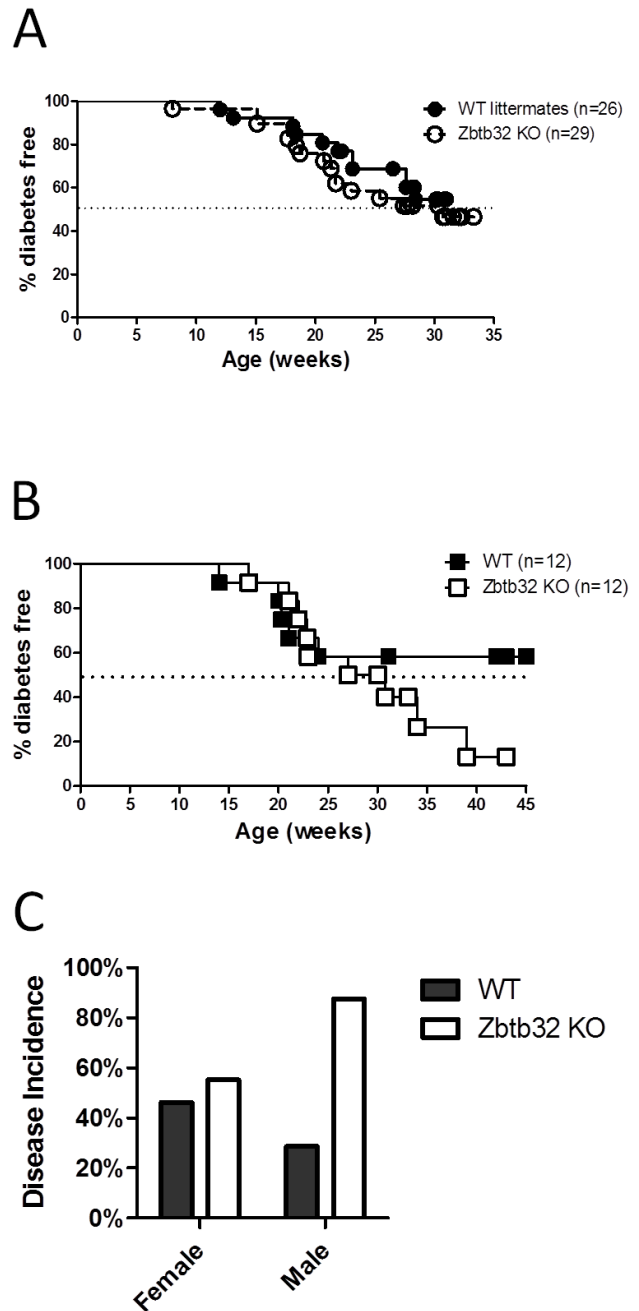 A
100
80
60
40
20
0
% diabetes free
0 5 10 15 20 25 30 35
Age (weeks)
WT littermates (n=26)
Zbtb32 KO (n=29)
B
100
80
60
40
20
0
% diabetes free
0 5 10 15 20 25 30 35 40 45
Age (weeks)
WT (n=12)
Zbtb32 KO (n=12)
C
100%
80%
60%
40%
20%
0%
Disease Incidence
Female Male
WT
Zbtb32 KO